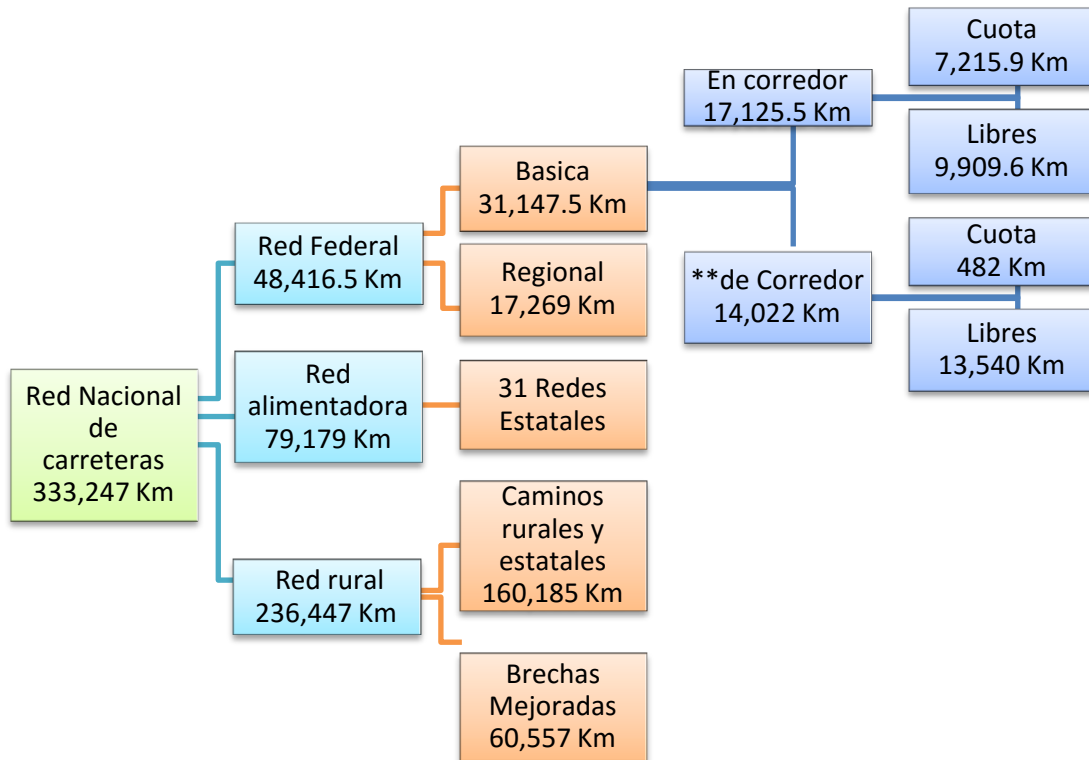 Red Nacional
de
carreteras
333,247 Km
Red Federal
48,416.5 Km
Red
alimentadora
79,179 Km
Red rural
236,447 Km
Basica
31,147.5 Km
Regional
17,269 Km
31 Redes
Estatales
Caminos
rurales y
estatales
160,185 Km
Brechas
Mejoradas
60,557 Km
En corredor
17,125.5 Km
**de Corredor
14,022 Km
Cuota
7,215.9 Km
Libres
9,909.6 Km
Cuota
482 Km
Libres
13,540 Km